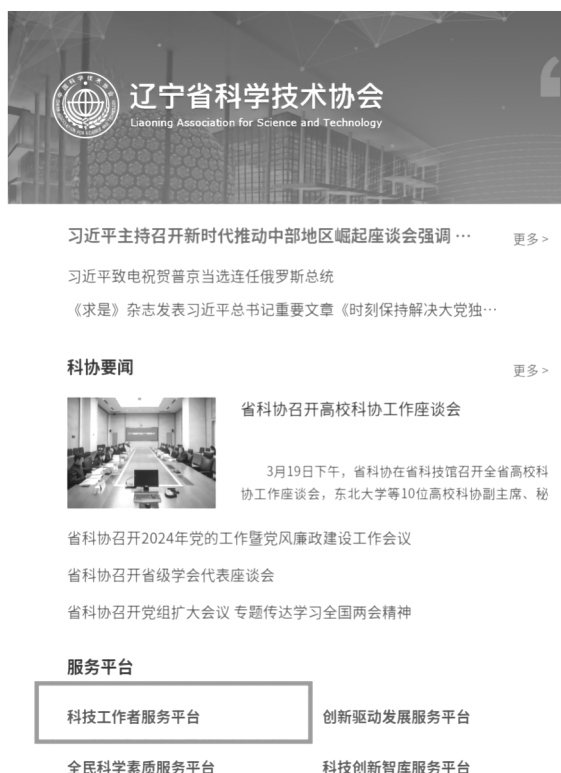 辽宁省科学技术协会
Liaoning Association for Science and Technology
习近平主持召开新时代推动中部地区崛起座谈会强调 …
更多 >
习近平致电祝贺普京当选连任俄罗斯总统
《求是》杂志发表习近平总书记重要文章《时刻保持解决大党独…
科协要闻
更多 >
省科协召开高校科协工作座谈会
3月19日下午，省科协在省科技馆召开全省高校科
协工作座谈会，东北大学等10位高校科协副主席、秘
省科协召开2024年党的工作暨党风廉政建设工作会议
省科协召开省级学会代表座谈会
省科协召开党组扩大会议 专题传达学习全国两会精神
服务平台
科技工作者服务平台
创新驱动发展服务平台
全民科学素质服务平台
科技创新智库服务平台